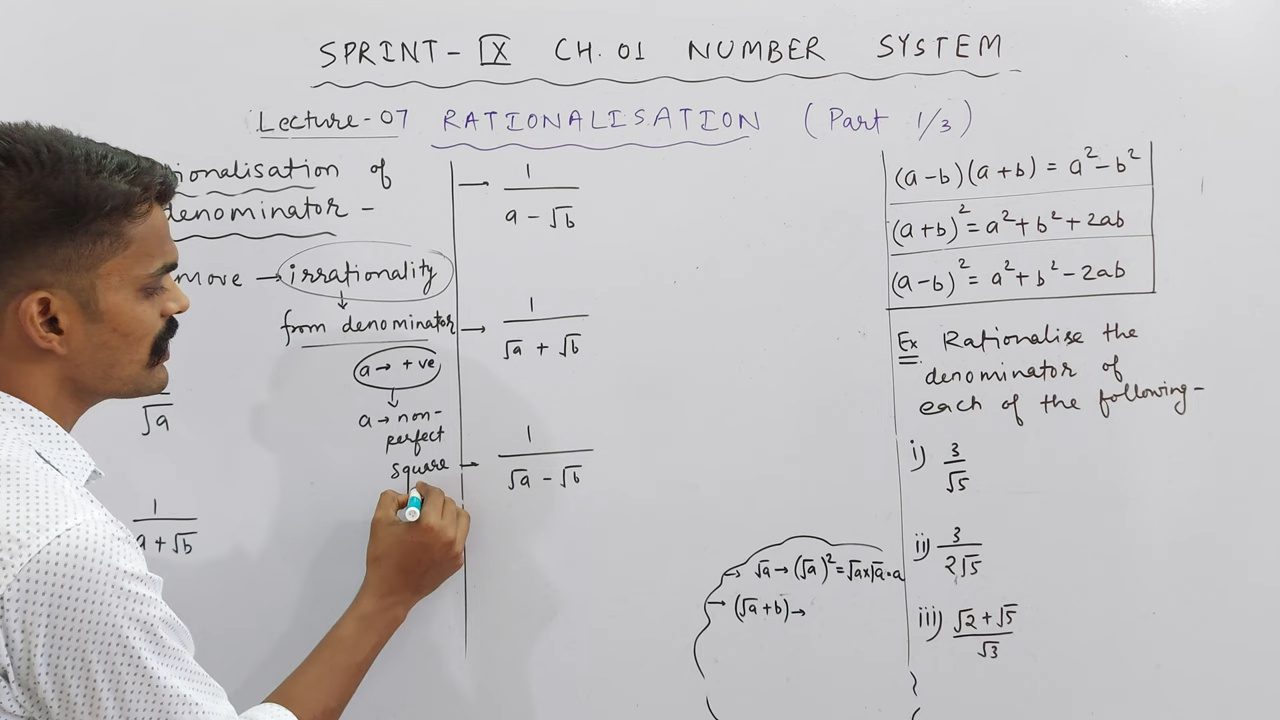 SPRINT - IX CH. 01 NUMBER SYSTEM
Lecture - 07 RATIONALISATION (Part 1/3)
ionalisation of
denominator -
move → irrationality
↓
from denominator
a → +ve
↓
a → non-
perfect
square
√a
1/(a + √b)
→ 1/(a - √b)
→ 1/(√a + √b)
→ 1/(√a - √b)
(a-b)(a+b) = a² - b²
(a+b)² = a² + b² + 2ab
(a-b)² = a² + b² - 2ab
Ex. Rationalise the
denominator of
each of the following -
i) 3/√5
ii) 3/2√5
iii) (√2 + √5)/√3
→ √a → (√a)² = √a×√a = a
→ (√a + b) →